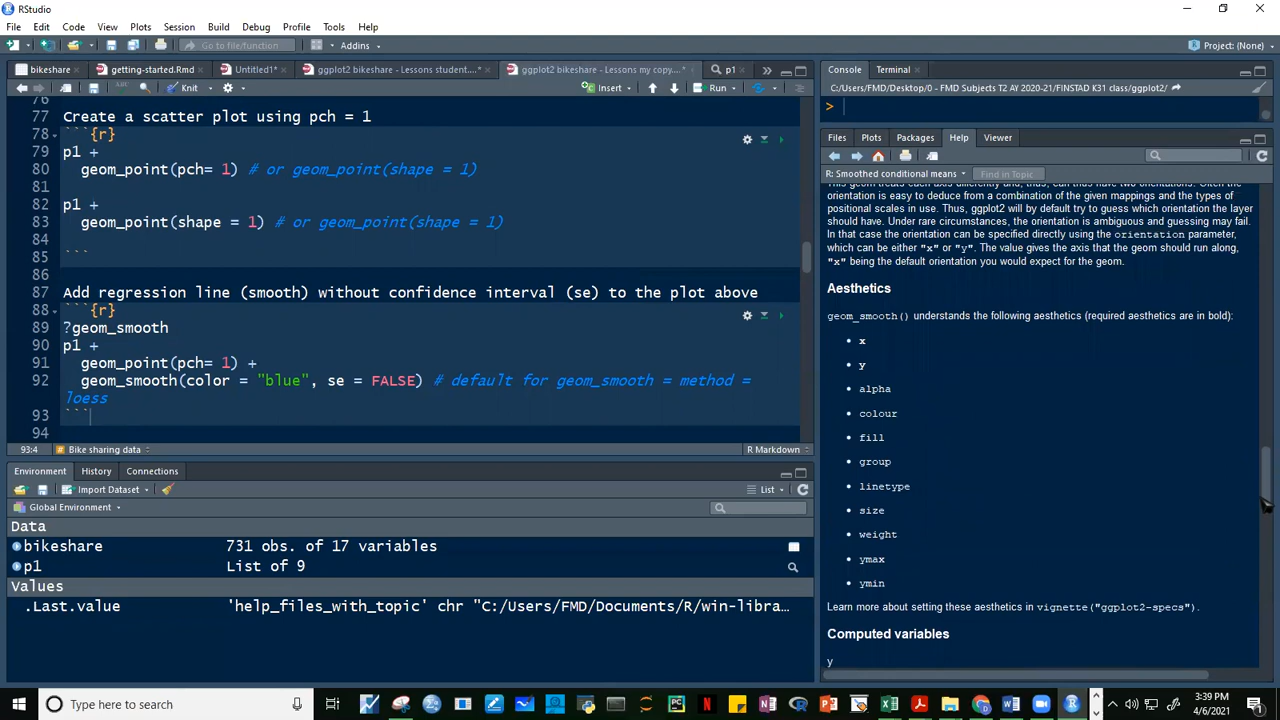 RStudio
File Edit Code View Plots Session Build Debug Profile Tools Help
Go to file/function Addins Project: (None)
bikeshare getting-started.Rmd Untitled1* ggplot2 bikeshare - Lessons student....* ggplot2 bikeshare - Lessons my copy....* p1
Knit Insert Run
76
77 Create a scatter plot using pch = 1
78 ```{r}
79 p1 +
80 geom_point(pch= 1) # or geom_point(shape = 1)
81
82 p1 +
83 geom_point(shape = 1) # or geom_point(shape = 1)
84
85 ```
86
87 Add regression line (smooth) without confidence interval (se) to the plot above
88 ```{r}
89 ?geom_smooth
90 p1 +
91 geom_point(pch= 1) +
92 geom_smooth(color = "blue", se = FALSE) # default for geom_smooth = method =
loess
93 ```
94
93:4 # Bike sharing data R Markdown
Environment History Connections
Import Dataset List
Global Environment
Data
bikeshare 731 obs. of 17 variables
p1 List of 9
Values
.Last.value 'help_files_with_topic' chr "C:/Users/FMD/Documents/R/win-libra…
Console Terminal
C:/Users/FMD/Desktop/0 - FMD Subjects T2 AY 2020-21/FINSTAD K31 class/ggplot2/
>
Files Plots Packages Help Viewer
R: Smoothed conditional means Find in Topic
This geom treats each axis differently and, thus, can thus have two orientations. Often the
orientation is easy to deduce from a combination of the given mappings and the types of
positional scales in use. Thus, ggplot2 will by default try to guess which orientation the layer
should have. Under rare circumstances, the orientation is ambiguous and guessing may fail.
In that case the orientation can be specified directly using the orientation parameter,
which can be either "x" or "y". The value gives the axis that the geom should run along,
"x" being the default orientation you would expect for the geom.
Aesthetics
geom_smooth() understands the following aesthetics (required aesthetics are in bold):
• x
• y
• alpha
• colour
• fill
• group
• linetype
• size
• weight
• ymax
• ymin
Learn more about setting these aesthetics in vignette("ggplot2-specs").
Computed variables
y
Type here to search
3:39 PM
4/6/2021